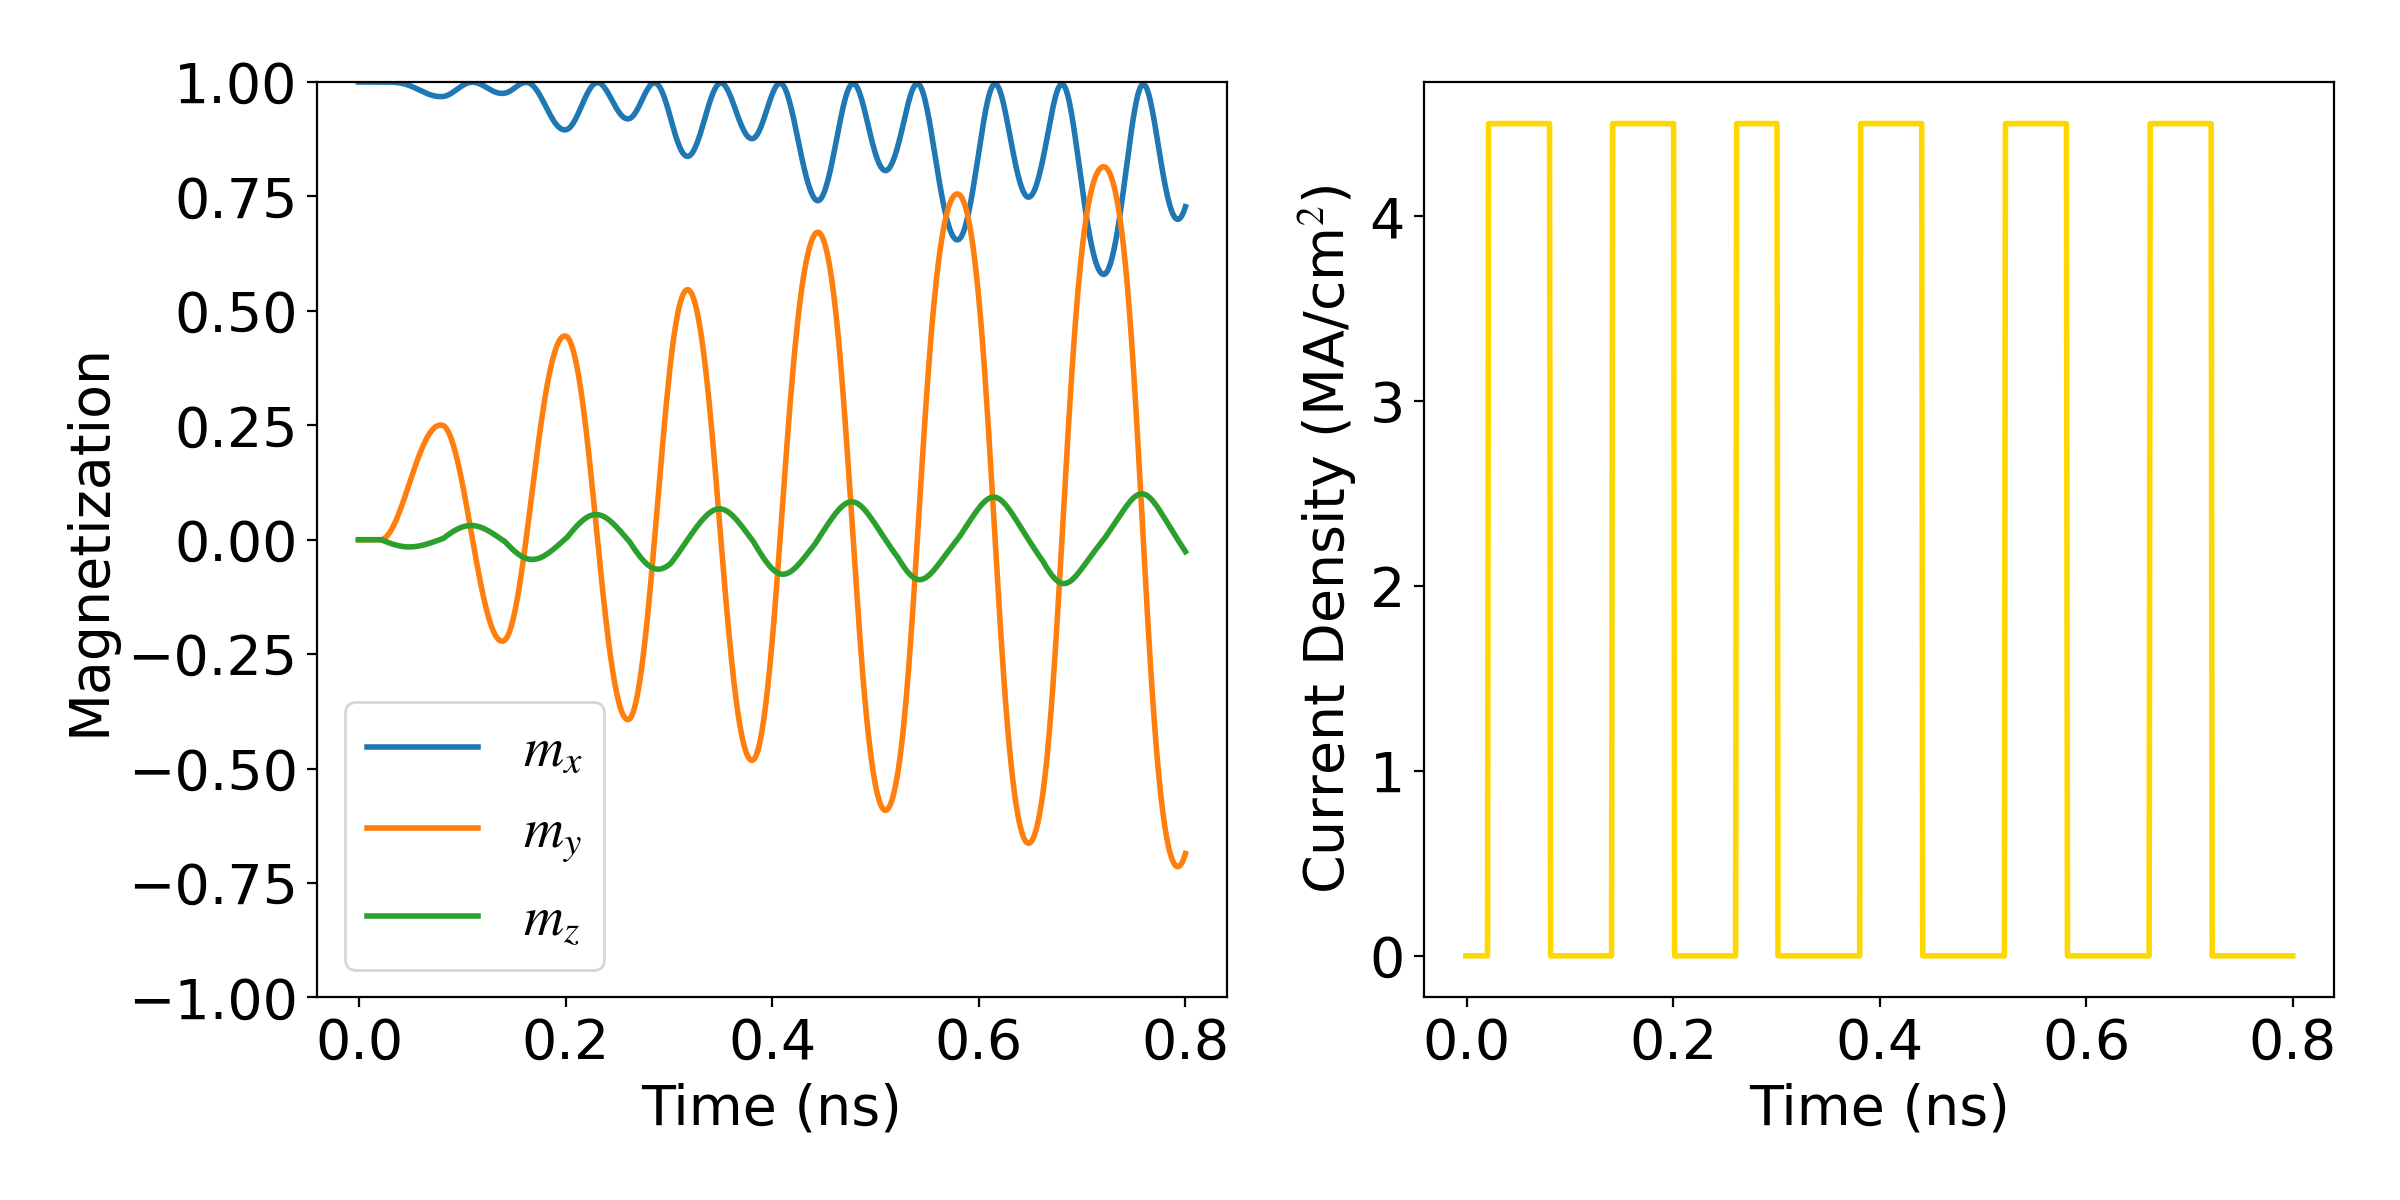 1.00
0.75
0.50
0.25
0.00
−0.25
−0.50
−0.75
−1.00
Magnetization
m_x
m_y
m_z
0.0 0.2 0.4 0.6 0.8
Time (ns)
4
3
2
1
0
Current Density (MA/cm²)
0.0 0.2 0.4 0.6 0.8
Time (ns)